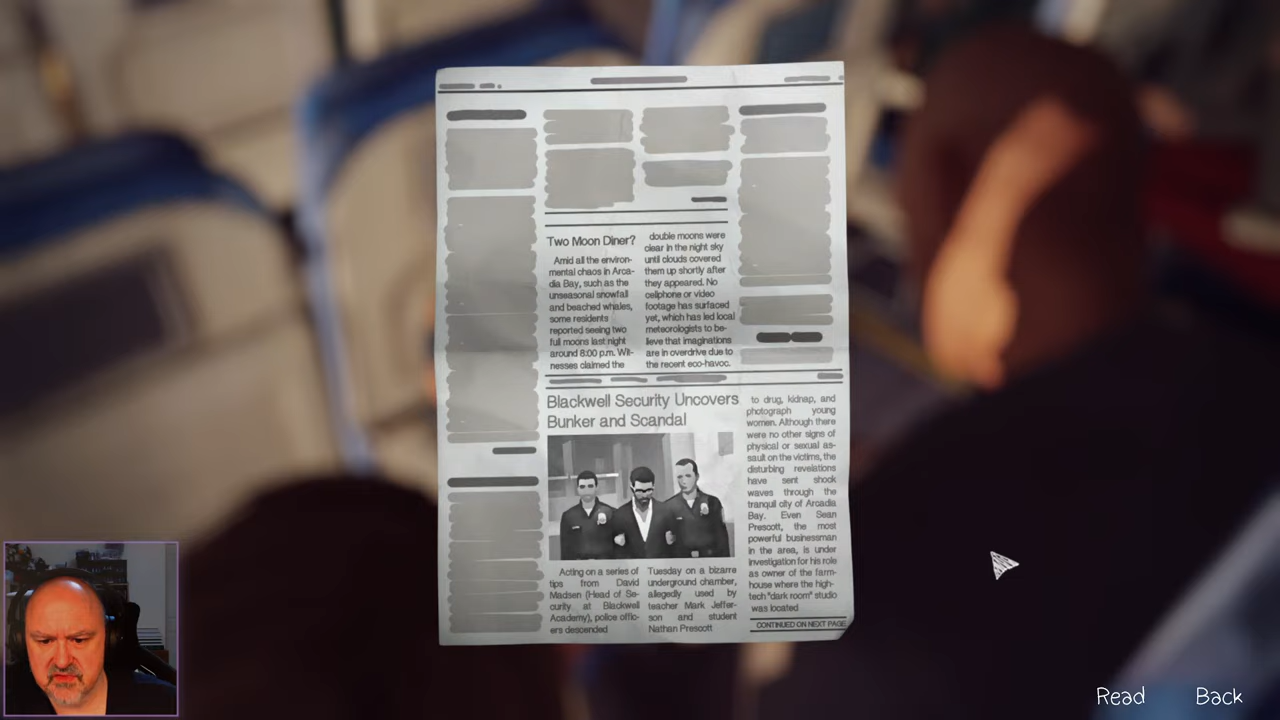 Two Moon Diner?
Amid all the environ-
mental chaos in Arca-
dia Bay, such as the
unseasonal snowfall
and beached whales,
some residents
reported seeing two
full moons last night
around 8:00 p.m. Wit-
nesses claimed the
double moons were
clear in the night sky
until clouds covered
them up shortly after
they appeared. No
cellphone or video
footage has surfaced
yet, which has led local
meteorologists to be-
lieve that imaginations
are in overdrive due to
the recent eco-havoc.
Blackwell Security Uncovers
Bunker and Scandal
Acting on a series of
tips from David
Madsen (Head of Se-
curity at Blackwell
Academy), police offic-
ers descended
Tuesday on a bizarre
underground chamber,
allegedly used by
teacher Mark Jeffer-
son and student
Nathan Prescott
to drug, kidnap, and
photograph young
women. Although there
were no other signs of
physical or sexual as-
sault on the victims, the
disturbing revelations
have sent shock
waves through the
tranquil city of Arcadia
Bay. Even Sean
Prescott, the most
powerful businessman
in the area, is under
investigation for his role
as owner of the farm-
house where the high-
tech "dark room" studio
was located
CONTINUED ON NEXT PAGE
Read
Back